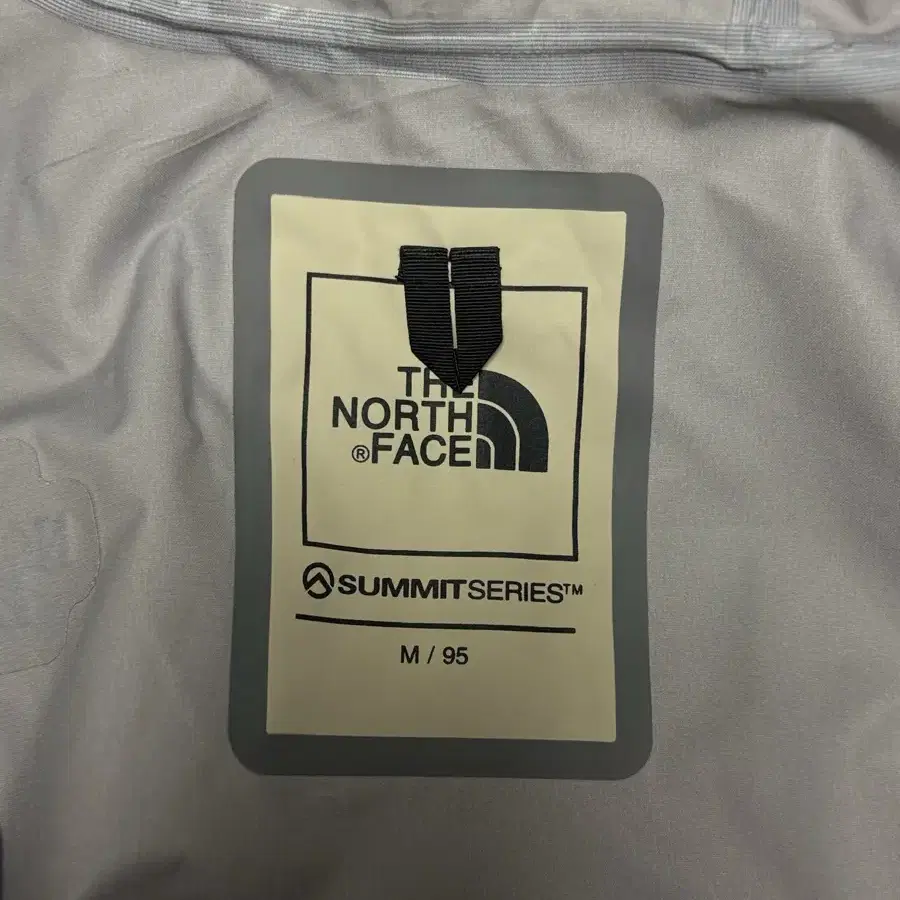 THE
NORTH
®FACE
SUMMITSERIES™
M / 95